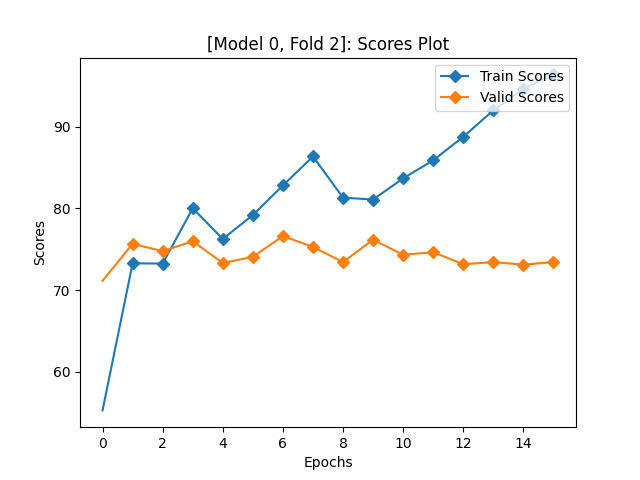 [Model 0, Fold 2]: Scores Plot
Train Scores
Valid Scores
Scores
90
80
70
60
0 2 4 6 8 10 12 14
Epochs